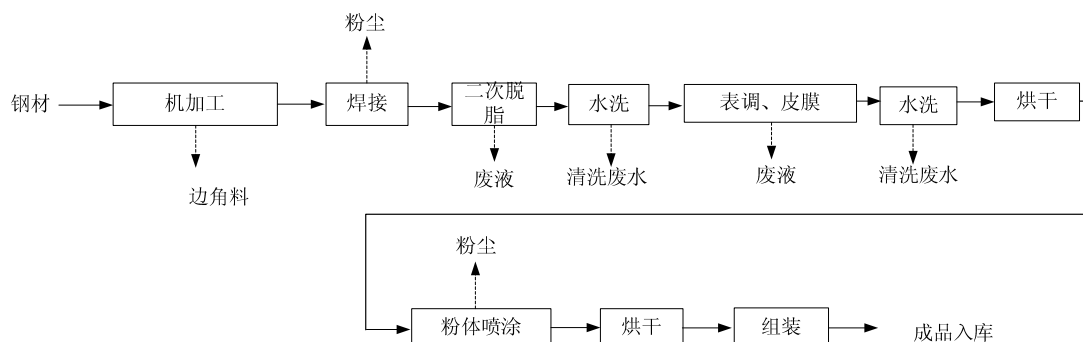 粉尘
钢材
机加工
焊接
二次脱
脂
水洗
表调、皮膜
水洗
烘干
边角料
废液
清洗废水
废液
清洗废水
粉尘
粉体喷涂
烘干
组装
成品入库